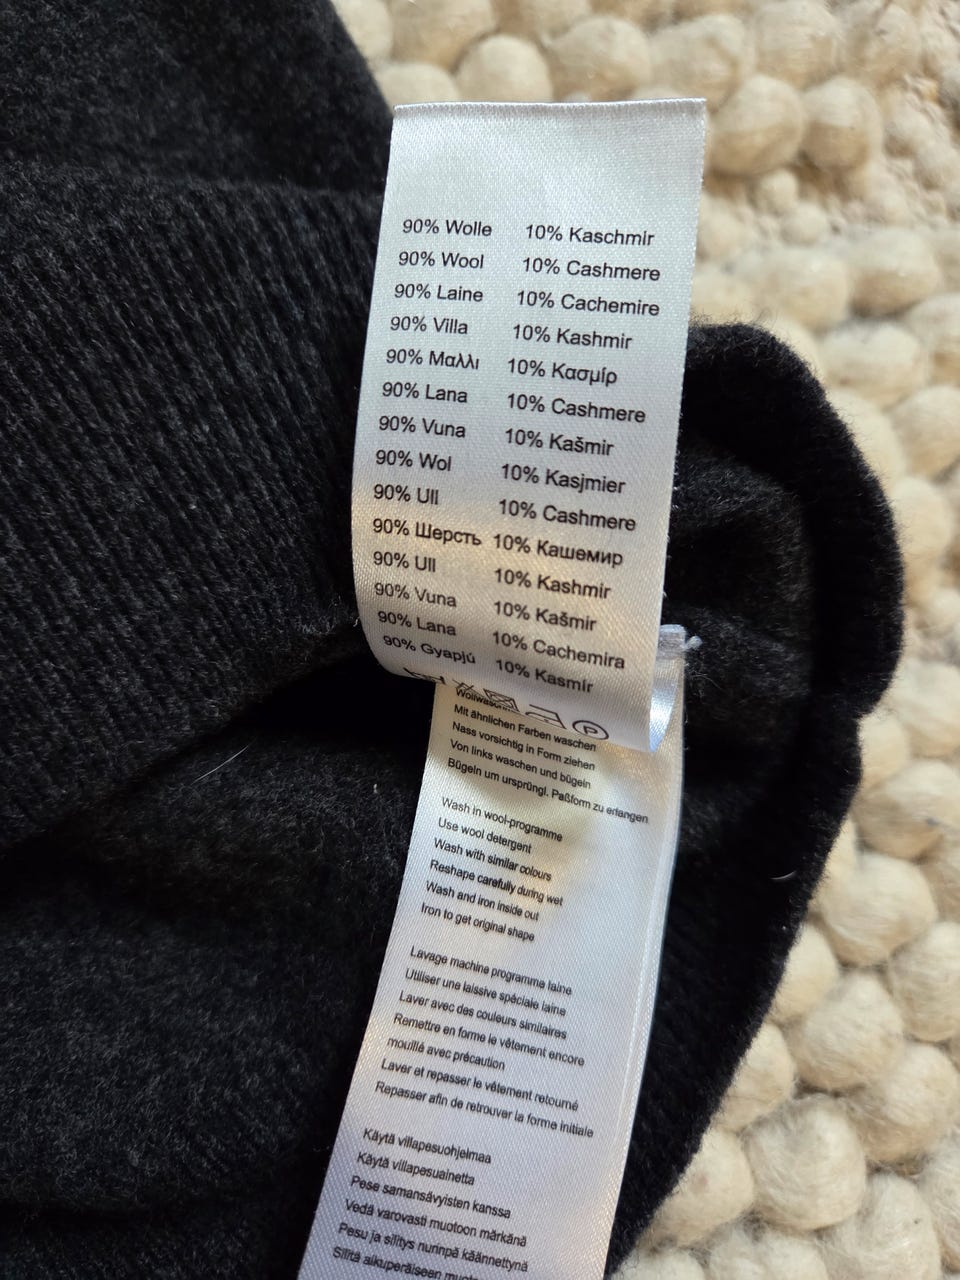 90% Wolle 10% Kaschmir
90% Wool 10% Cashmere
90% Laine 10% Cachemire
90% Villa 10% Kashmir
90% Μαλλι 10% Κασμίρ
90% Lana 10% Cashmere
90% Vuna 10% Kašmir
90% Wol 10% Kasjmier
90% Ull 10% Cashmere
90% Шерсть 10% Кашемир
90% Ull 10% Kashmir
90% Vuna 10% Kašmir
90% Lana 10% Cachemira
90% Gyapjú 10% Kasmír
P
Mit ähnlichen Farben waschen
Nass vorsichtig in Form ziehen
Von links waschen und bügeln
Bügeln um ursprüngl. Paßform zu erlangen
Wash in wool-programme
Use wool detergent
Wash with similar colours
Reshape carefully during wet
Wash and iron inside out
Iron to get original shape
Lavage machine programma laine
Utiliser une laissive spéciale laine
Laver avec des couleurs similaires
Remettre en forme le vêtement encore
mouillé avec précaution
Laver et repasser le vêtement retourné
Repasser afin de retrouver la forme initiale
Käytä villapesuohjelmaa
Käytä villapesuainetta
Pese samansävyisten kanssa
Vedä varovasti muotoon märkänä
Pesu ja silitys nurinpä käännettynä
Silitä alkuperäiseen